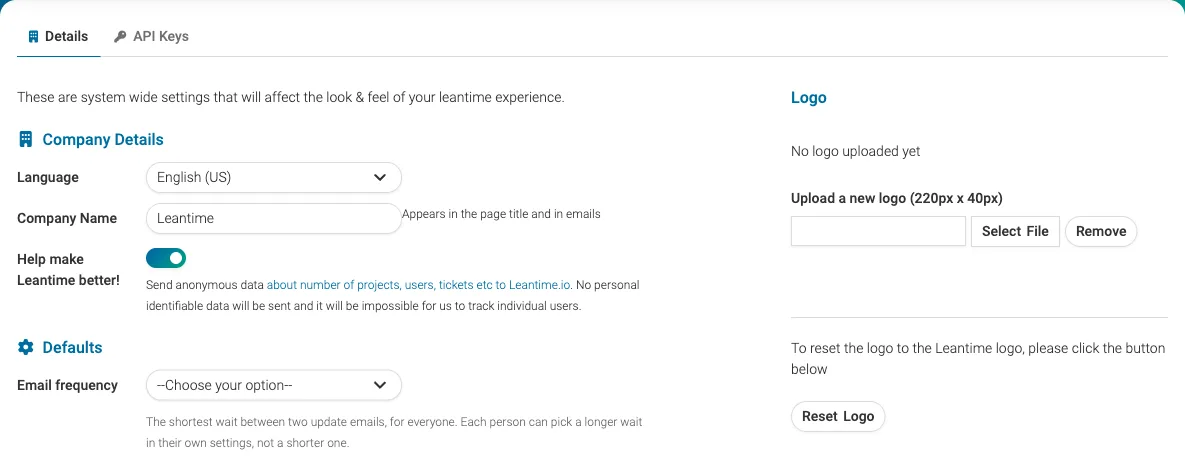 Details
API Keys
These are system wide settings that will affect the look & feel of your leantime experience.
Company Details
Language
English (US)
Company Name
Leantime
Appears in the page title and in emails
Help make
Leantime better!
Send anonymous data about number of projects, users, tickets etc to Leantime.io. No personal
identifiable data will be sent and it will be impossible for us to track individual users.
Defaults
Email frequency
--Choose your option--
The shortest wait between two update emails, for everyone. Each person can pick a longer wait
in their own settings, not a shorter one.
Logo
No logo uploaded yet
Upload a new logo (220px x 40px)
Select File
Remove
To reset the logo to the Leantime logo, please click the button
below
Reset Logo